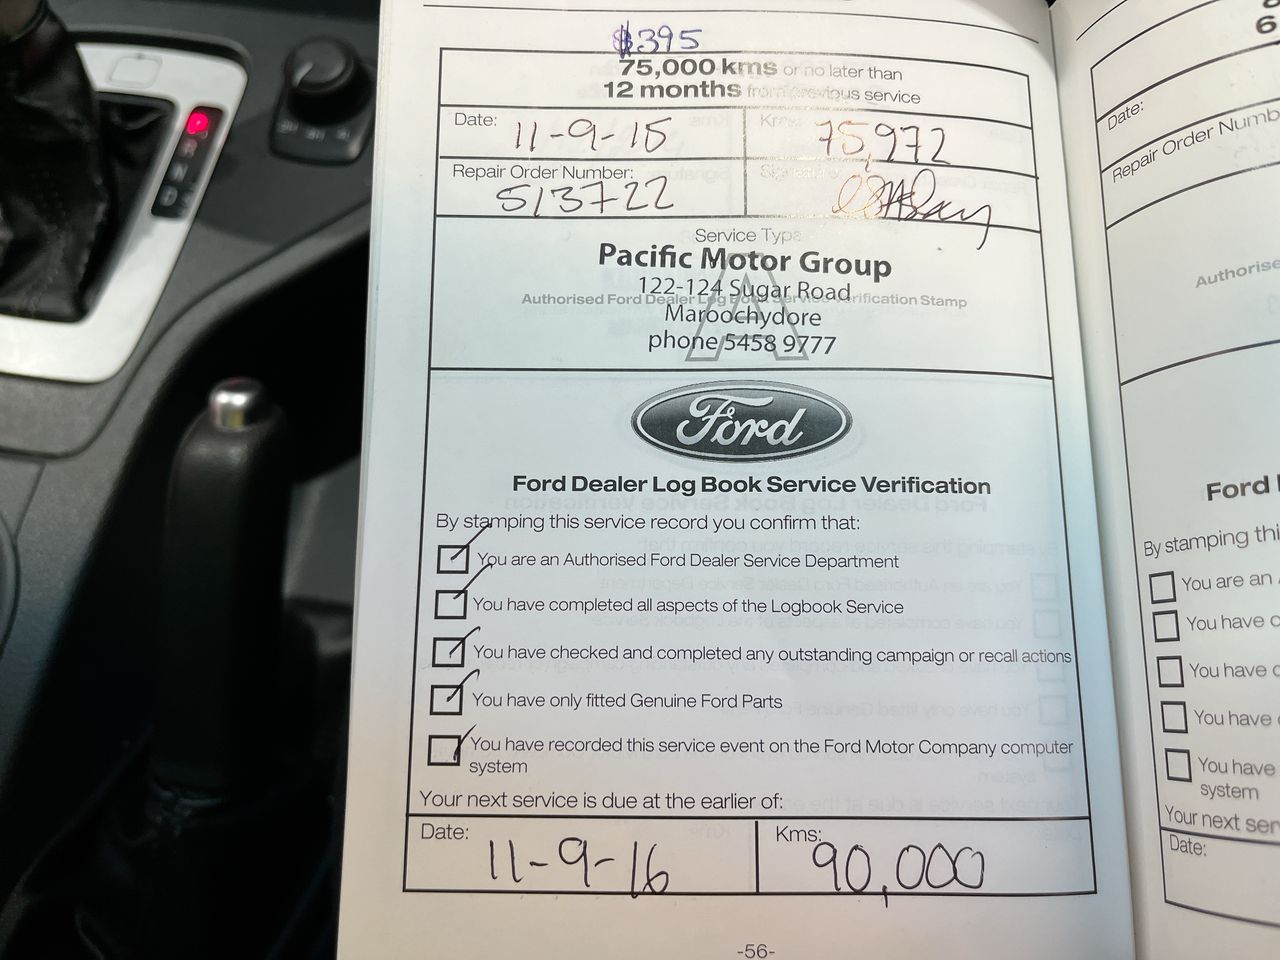 $395
75,000 kms or no later than
12 months from previous service
Date: 11-9-15
Kms: 75,972
Repair Order Number: 513722
Signature:
Service Type
A
Pacific Motor Group
122-124 Sugar Road
Authorised Ford Dealer Log Book Service Verification Stamp
Maroochydore
phone 5458 9777
Ford
Ford Dealer Log Book Service Verification
By stamping this service record you confirm that:
You are an Authorised Ford Dealer Service Department
You have completed all aspects of the Logbook Service
You have checked and completed any outstanding campaign or recall actions
You have only fitted Genuine Ford Parts
You have recorded this service event on the Ford Motor Company computer
system
Your next service is due at the earlier of:
Date: 11-9-16
Kms: 90,000
-56-
6
Date:
Repair Order Numb
Authorise
Ford
By stamping thi
You are an
You have c
You have
You have
You have
system
Your next ser
Date:
R
N
D